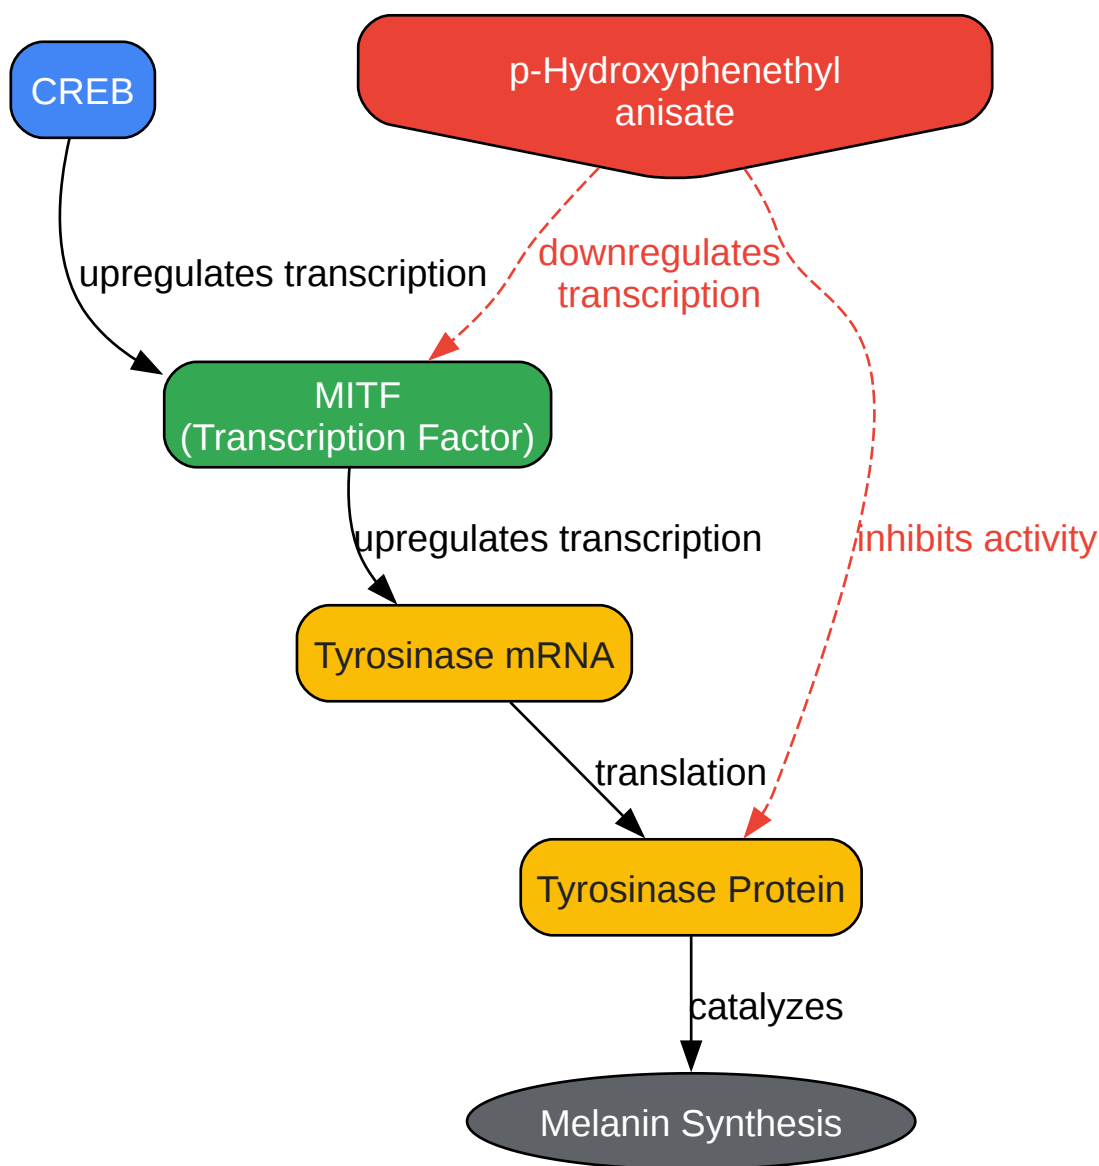 CREB
p-Hydroxyphenethyl
anisate
upregulates transcription
downregulates
transcription
MITF
(Transcription Factor)
upregulates transcription
inhibits activity
Tyrosinase mRNA
translation
Tyrosinase Protein
catalyzes
Melanin Synthesis